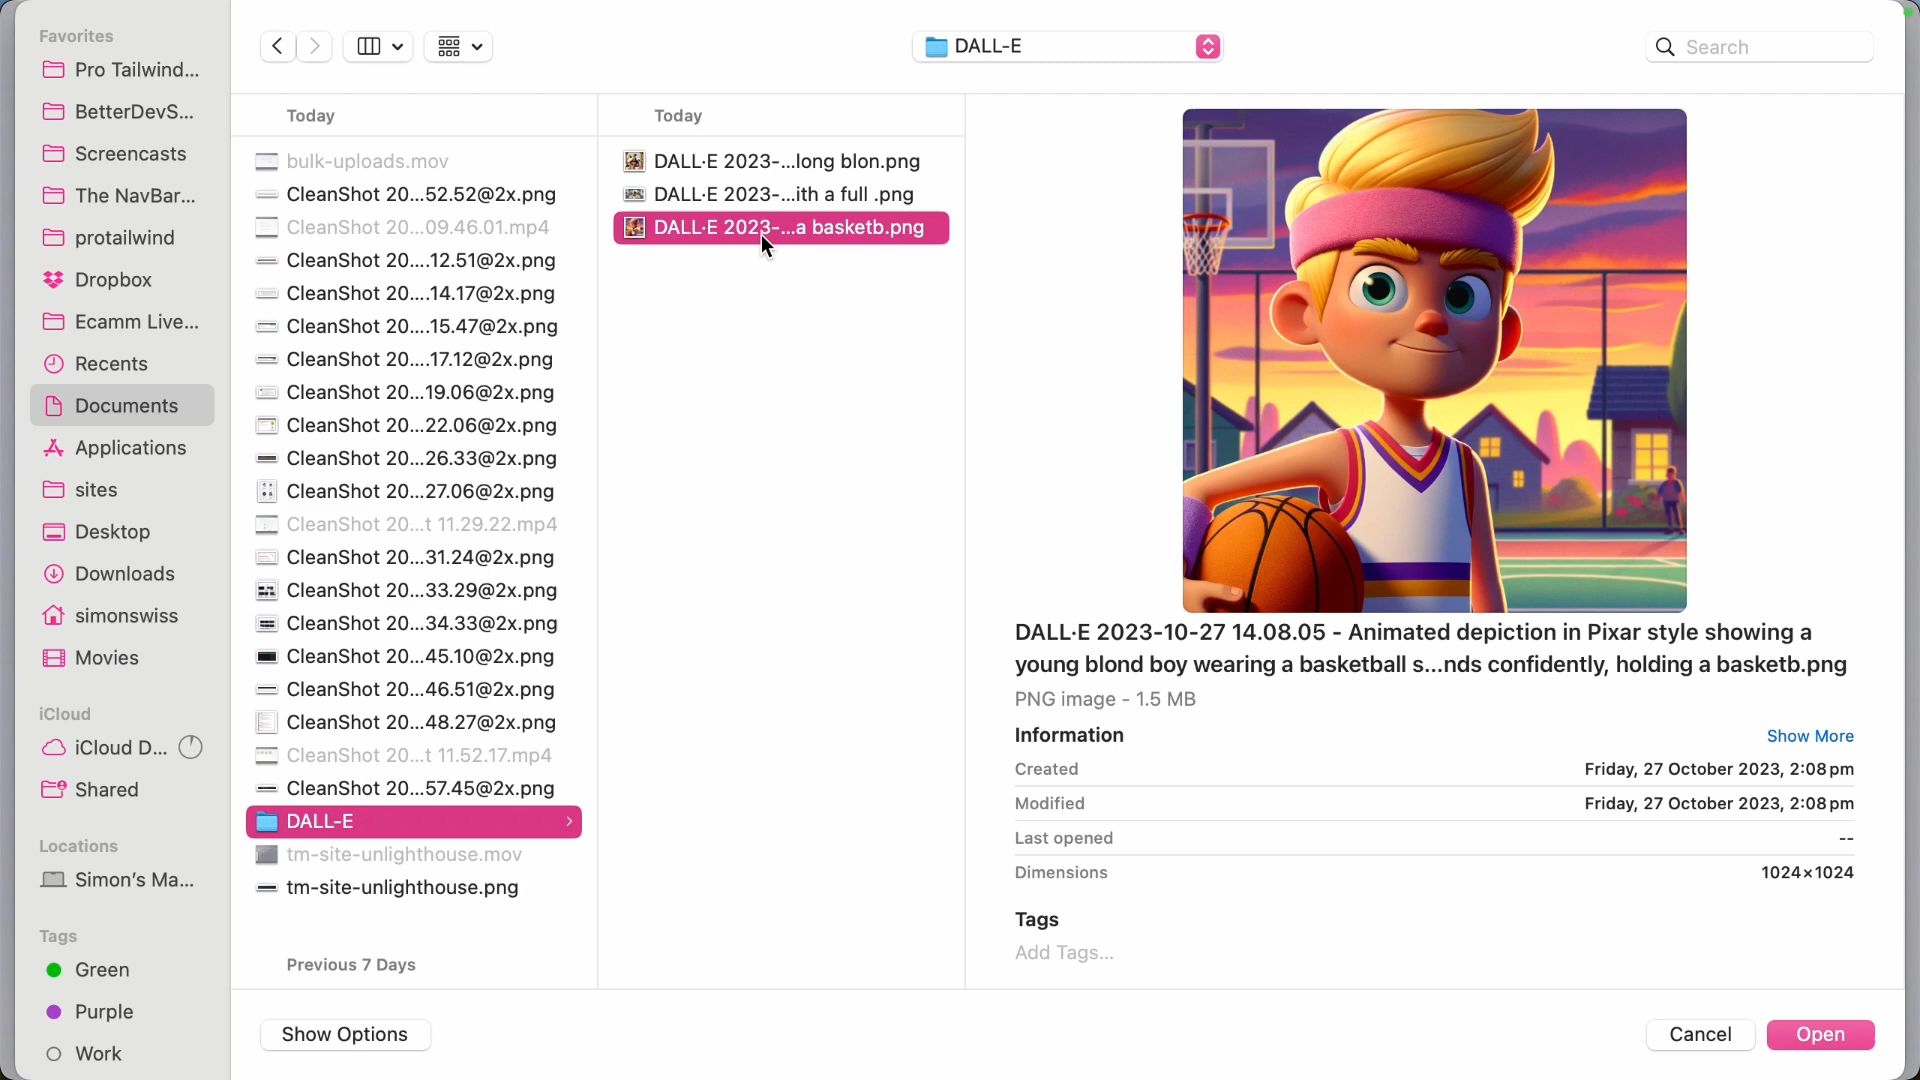 Favorites
Pro Tailwind...
BetterDevS...
Screencasts
The NavBar...
protailwind
Dropbox
Ecamm Live...
Recents
Documents
Applications
sites
Desktop
Downloads
simonswiss
Movies
iCloud
iCloud D...
Shared
Locations
Simon's Ma...
Tags
Green
Purple
Work
DALL-E
Search
Today
bulk-uploads.mov
CleanShot 20...52.52@2x.png
CleanShot 20...09.46.01.mp4
CleanShot 20....12.51@2x.png
CleanShot 20....14.17@2x.png
CleanShot 20....15.47@2x.png
CleanShot 20....17.12@2x.png
CleanShot 20...19.06@2x.png
CleanShot 20...22.06@2x.png
CleanShot 20...26.33@2x.png
CleanShot 20...27.06@2x.png
CleanShot 20...t 11.29.22.mp4
CleanShot 20...31.24@2x.png
CleanShot 20...33.29@2x.png
CleanShot 20...34.33@2x.png
CleanShot 20...45.10@2x.png
CleanShot 20...46.51@2x.png
CleanShot 20...48.27@2x.png
CleanShot 20...t 11.52.17.mp4
CleanShot 20...57.45@2x.png
DALL-E
tm-site-unlighthouse.mov
tm-site-unlighthouse.png
Previous 7 Days
Today
DALL·E 2023-...long blon.png
DALL·E 2023-...ith a full .png
DALL·E 2023-...a basketb.png
DALL·E 2023-10-27 14.08.05 - Animated depiction in Pixar style showing a
young blond boy wearing a basketball s...nds confidently, holding a basketb.png
PNG image - 1.5 MB
Information
Show More
Created Friday, 27 October 2023, 2:08 pm
Modified Friday, 27 October 2023, 2:08 pm
Last opened --
Dimensions 1024×1024
Tags
Add Tags...
Show Options
Cancel
Open